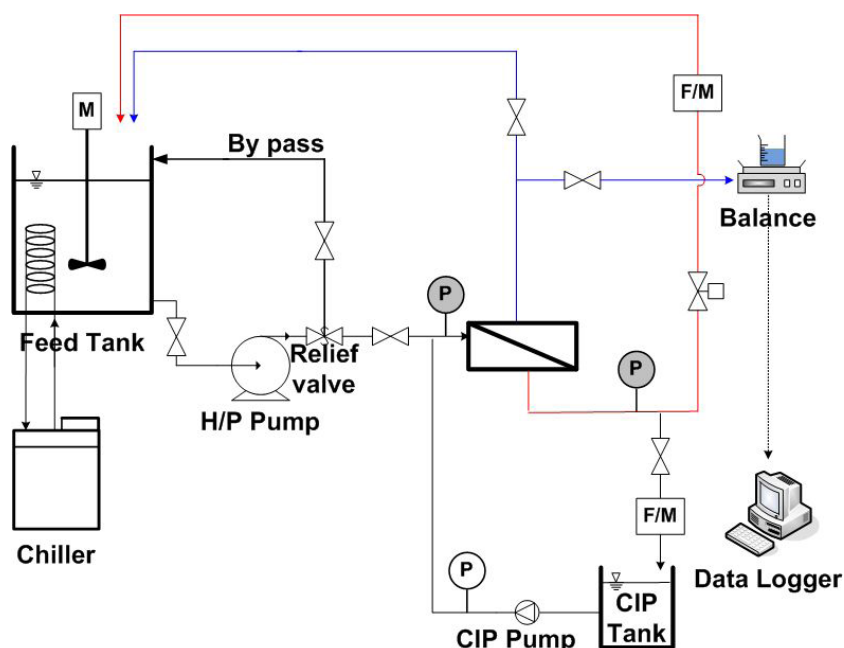 M
F/M
By pass
Balance
P
Feed Tank
Relief
valve
P
H/P Pump
F/M
Chiller
P
Data Logger
CIP
Tank
CIP Pump